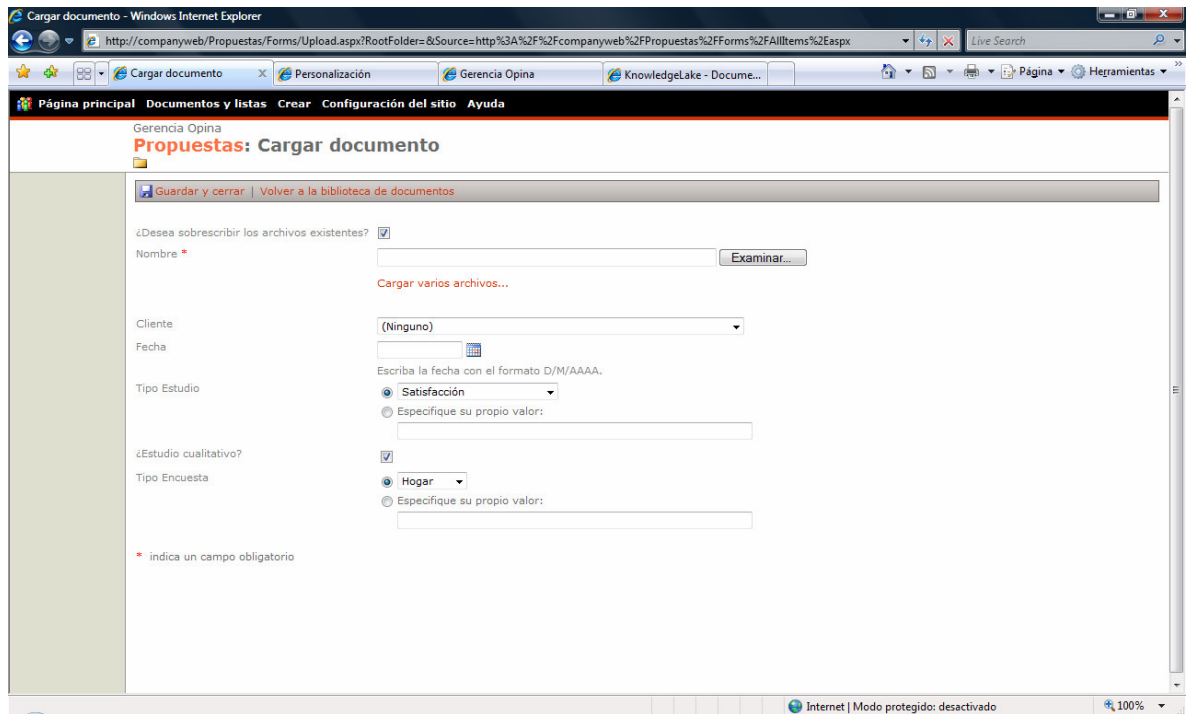 Cargar documento - Windows Internet Explorer
http://companyweb/Propuestas/Forms/Upload.aspx?RootFolder=&Source=http%3A%2F%2Fcompanyweb%2FPropuestas%2FForms%2FAllItems%2Easpx
Live Search
Cargar documento
Personalización
Gerencia Opina
KnowledgeLake - Docume...
Página
Herramientas
Página principal Documentos y listas Crear Configuración del sitio Ayuda
Gerencia Opina
Propuestas: Cargar documento
Guardar y cerrar | Volver a la biblioteca de documentos
¿Desea sobrescribir los archivos existentes?
Nombre *
Examinar...
Cargar varios archivos...
Cliente
(Ninguno)
Fecha
Escriba la fecha con el formato D/M/AAAA.
Tipo Estudio
Satisfacción
Especifique su propio valor:
¿Estudio cualitativo?
Tipo Encuesta
Hogar
Especifique su propio valor:
* indica un campo obligatorio
Internet | Modo protegido: desactivado
100%